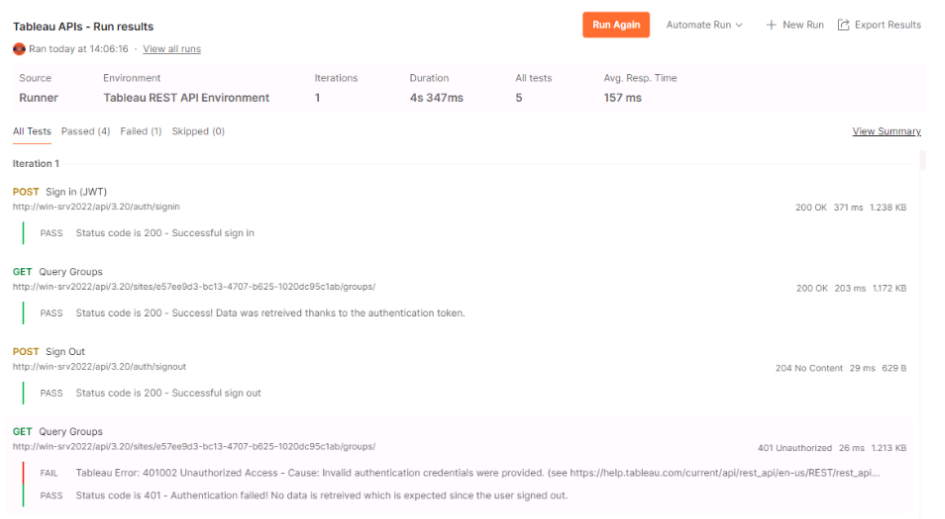 Tableau APIs - Run results
Run Again
Automate Run
New Run
Export Results
Ran today at 14:06:16 · View all runs
Source Environment Iterations Duration All tests Avg. Resp. Time
Runner Tableau REST API Environment 1 4s 347ms 5 157 ms
All Tests Passed (4) Failed (1) Skipped (0) View Summary
Iteration 1
POST Sign in (JWT)
http://win-srv2022/api/3.20/auth/signin 200 OK 371 ms 1.238 KB
PASS Status code is 200 - Successful sign in
GET Query Groups
http://win-srv2022/api/3.20/sites/e57ee9d3-bc13-4707-b625-1020dc95c1ab/groups/ 200 OK 203 ms 1.172 KB
PASS Status code is 200 - Success! Data was retreived thanks to the authentication token.
POST Sign Out
http://win-srv2022/api/3.20/auth/signout 204 No Content 29 ms 629 B
PASS Status code is 200 - Successful sign out
GET Query Groups
http://win-srv2022/api/3.20/sites/e57ee9d3-bc13-4707-b625-1020dc95c1ab/groups/ 401 Unauthorized 26 ms 1.213 KB
FAIL Tableau Error: 401002 Unauthorized Access - Cause: Invalid authentication credentials were provided. (see https://help.tableau.com/current/api/rest_api/en-us/REST/rest_api...
PASS Status code is 401 - Authentication failed! No data is retreived which is expected since the user signed out.